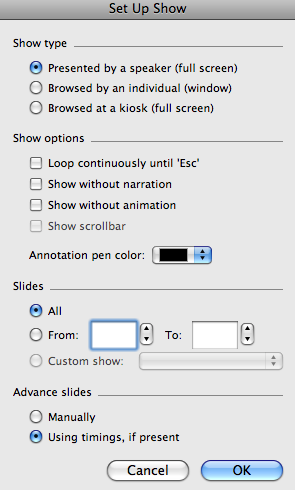 Set Up Show
Show type
Presented by a speaker (full screen)
Browsed by an individual (window)
Browsed at a kiosk (full screen)
Show options
Loop continuously until 'Esc'
Show without narration
Show without animation
Show scrollbar
Annotation pen color:
Slides
All
From: To:
Custom show:
Advance slides
Manually
Using timings, if present
Cancel OK